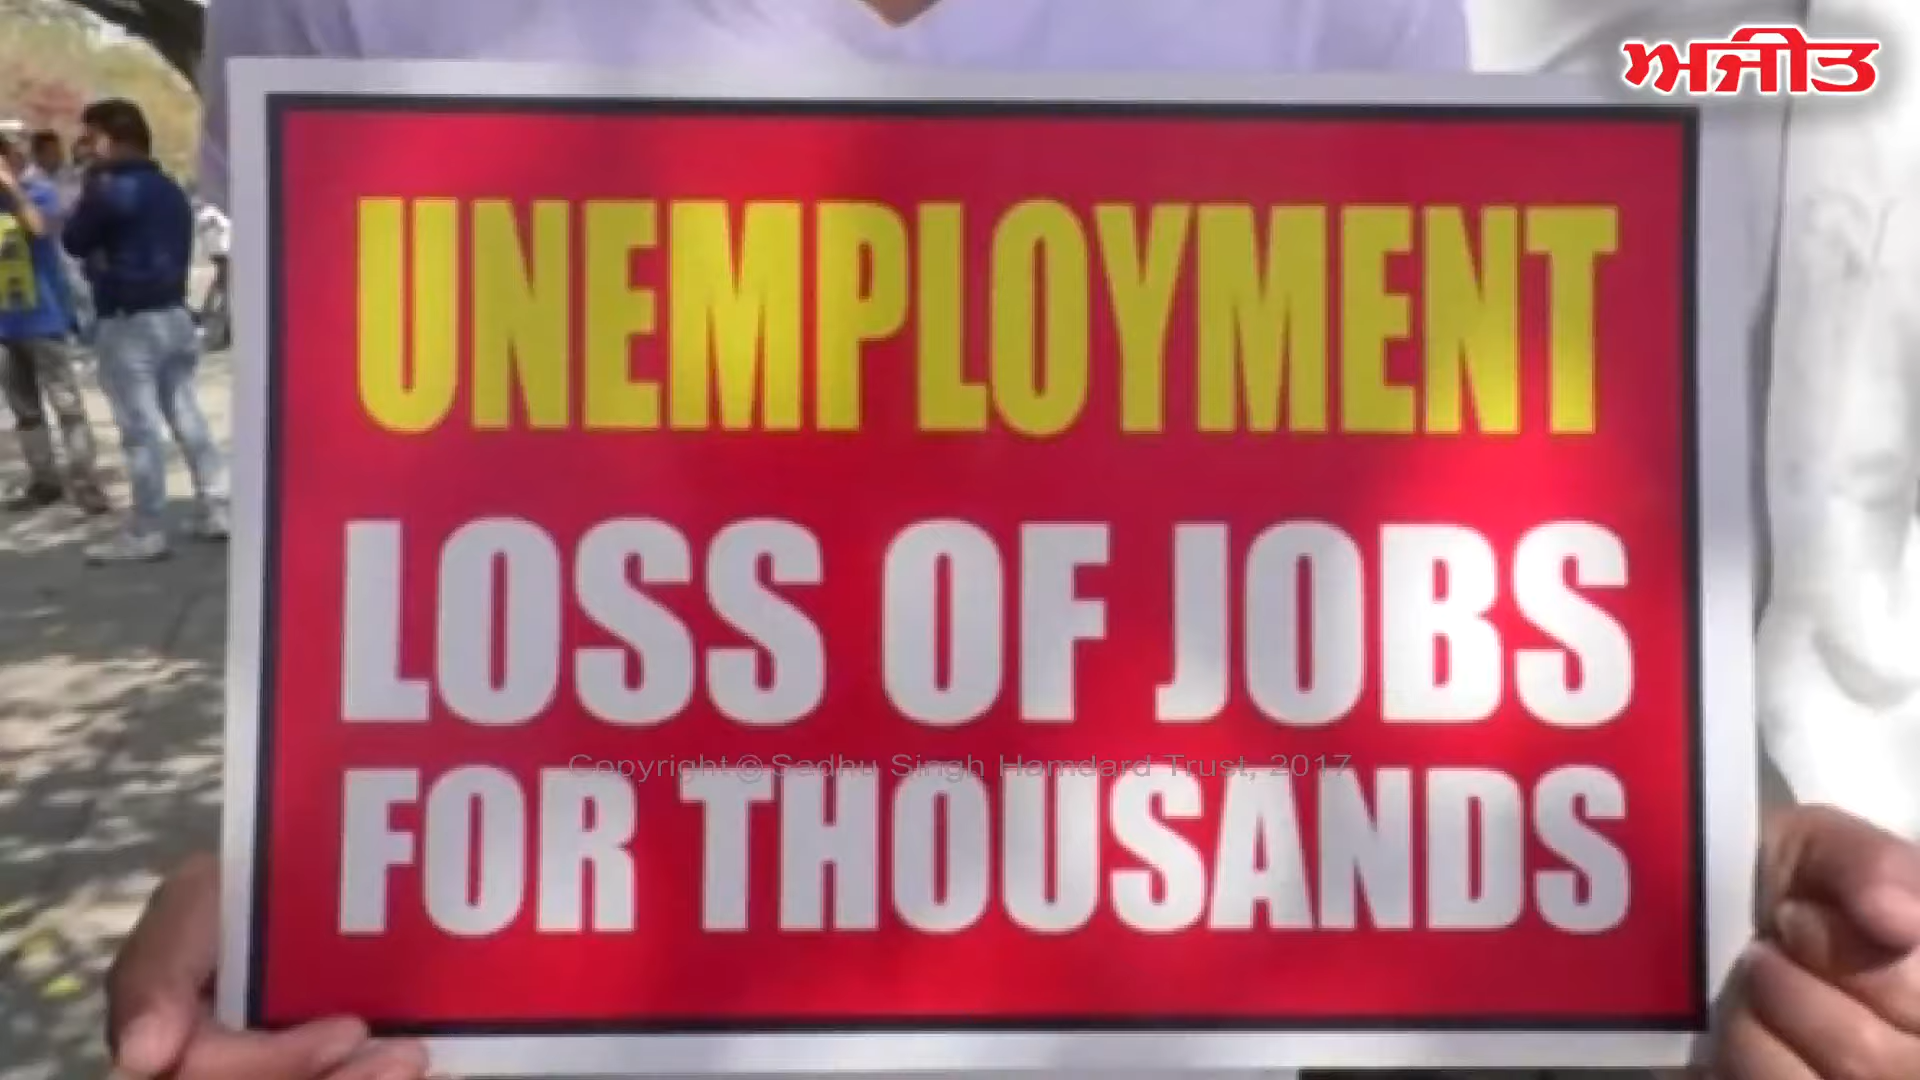 ਅਜੀਤ
UNEMPLOYMENT
LOSS OF JOBS
Copyright © Sadhu Singh Hamdard Trust, 2017
FOR THOUSANDS